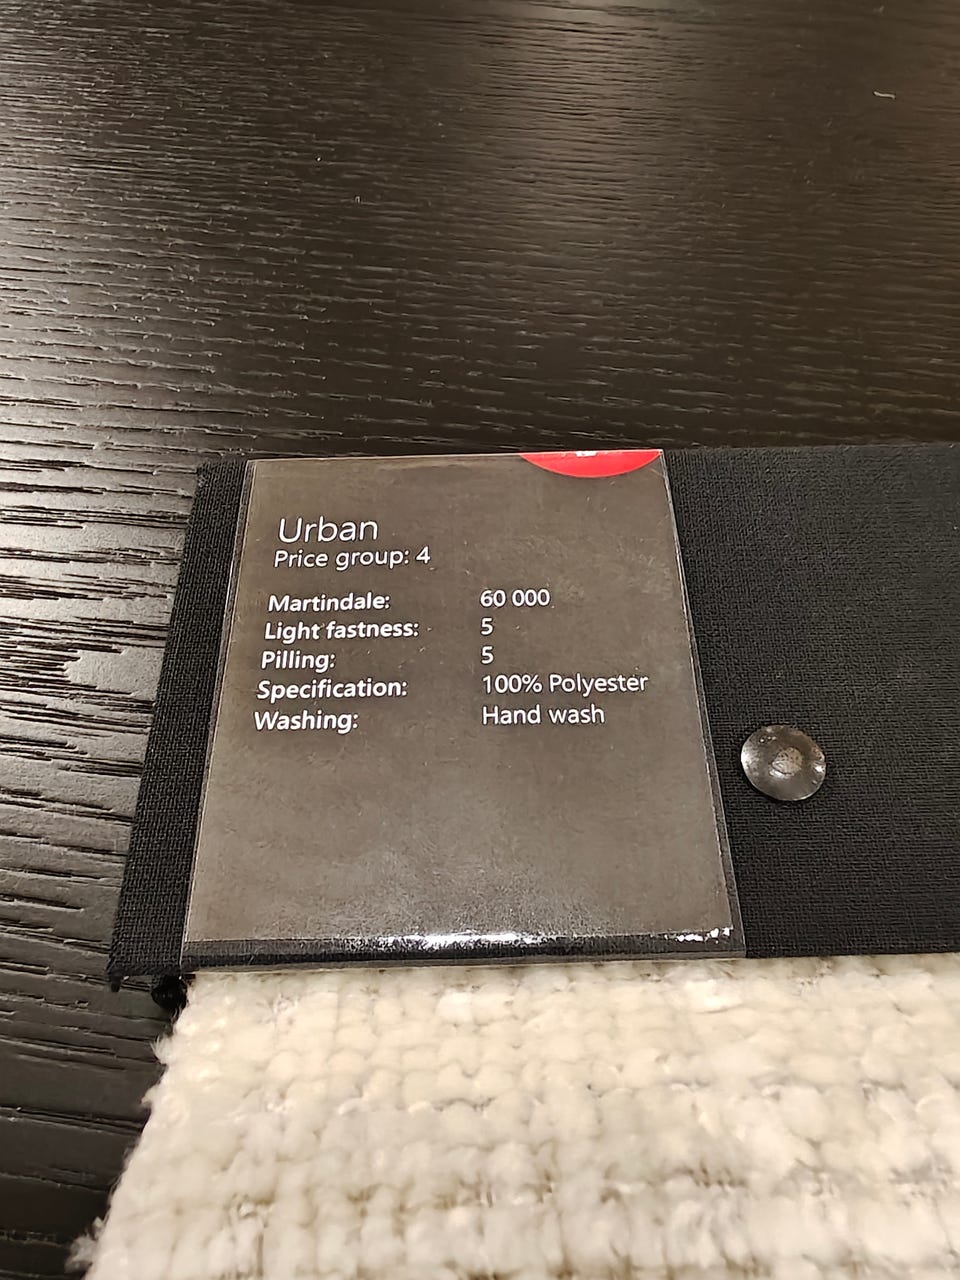 Urban
Price group: 4
Martindale: 60 000
Light fastness: 5
Pilling: 5
Specification: 100% Polyester
Washing: Hand wash